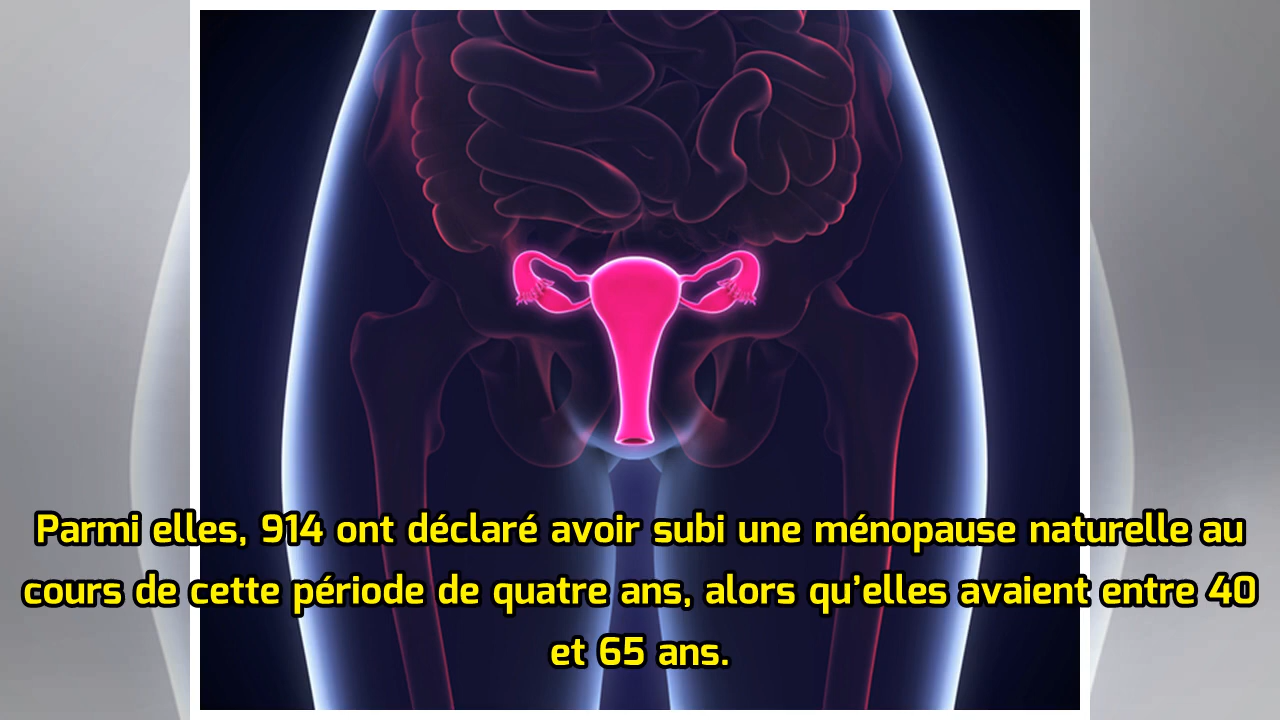 Parmi elles, 914 ont déclaré avoir subi une ménopause naturelle au
cours de cette période de quatre ans, alors qu’elles avaient entre 40
et 65 ans.